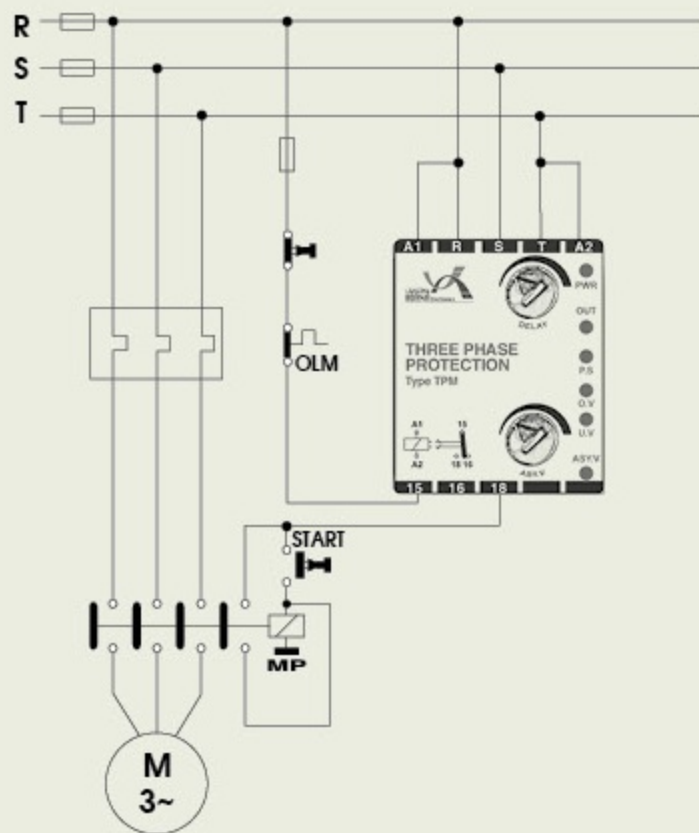 R
S
T
A1 R S T A2
PWR
DELAY
OUT
OLM
THREE PHASE
PROTECTION
Type TPM
P.S
O.V
U.V
A1 15
A2 18 16
ASY.V
ASY.V
15 16 18
START
MP
M
3~